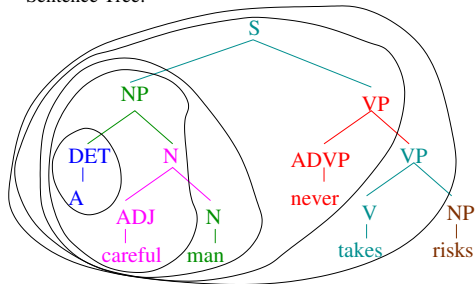 Sentence Tree:
S
NP VP
DET N ADVP VP
A never
ADJ N V NP
careful man takes risks